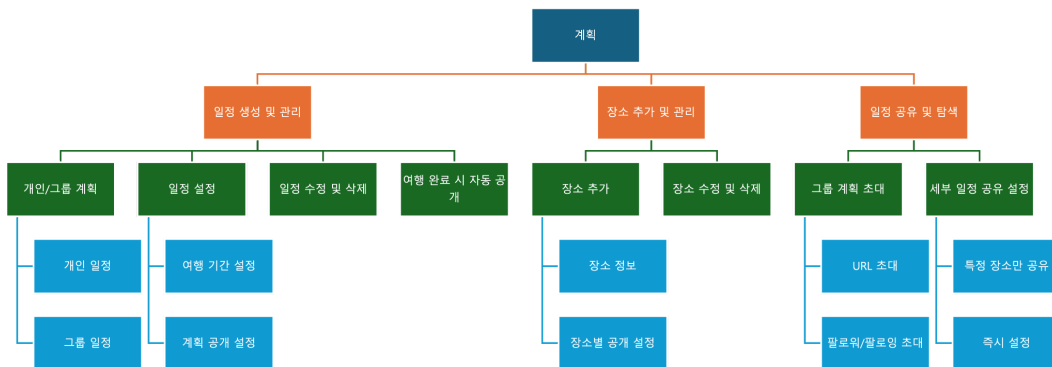 계획
일정 생성 및 관리
장소 추가 및 관리
일정 공유 및 탐색
개인/그룹 계획
일정 설정
일정 수정 및 삭제
여행 완료 시 자동 공
개
장소 추가
장소 수정 및 삭제
그룹 계획 초대
세부 일정 공유 설정
개인 일정
여행 기간 설정
장소 정보
URL 초대
특정 장소만 공유
그룹 일정
계획 공개 설정
장소별 공개 설정
팔로워/팔로잉 초대
즉시 설정